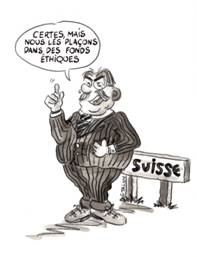 CERTES, MAIS
NOUS LES PLAÇONS
DANS DES FONDS
ÉTHIQUES
SUISSE